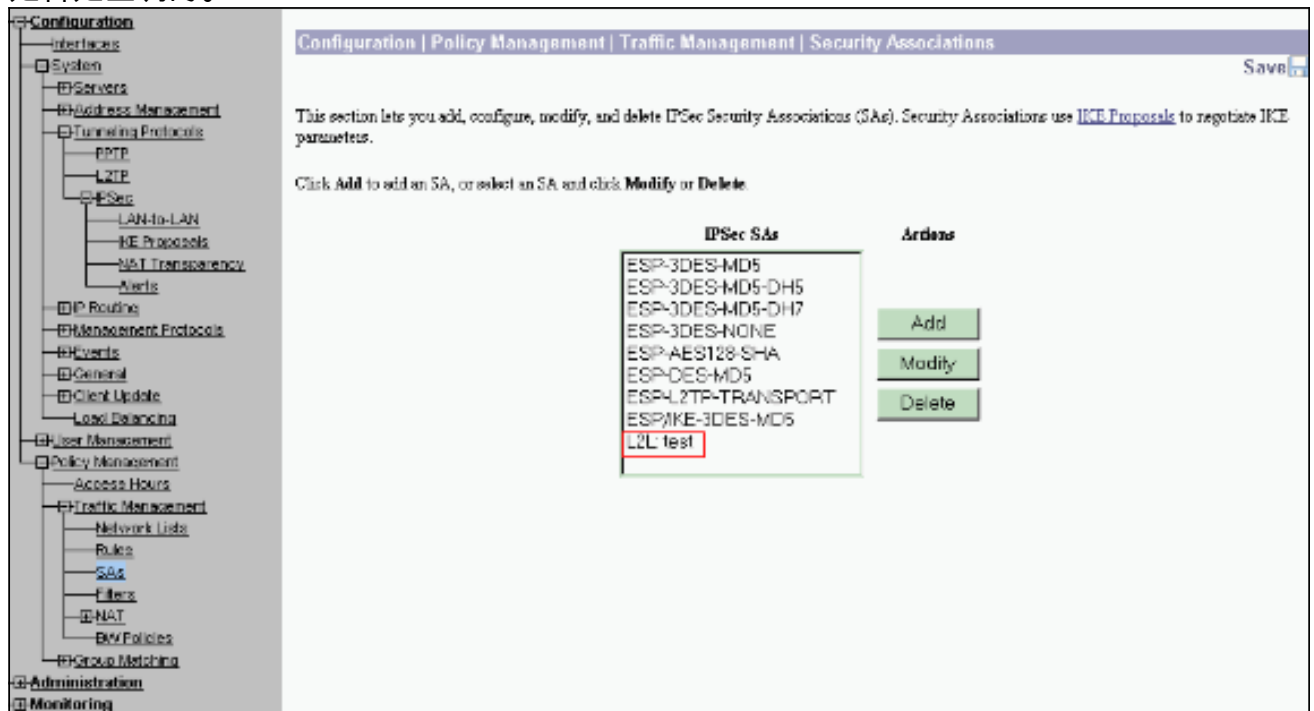 Configuration
Interfaces
System
Servers
Address Management
Tunneling Protocols
PPTP
L2TP
IPSec
LAN-to-LAN
IKE Proposals
NAT Transparency
Alerts
IP Routing
Management Protocols
Events
General
Client Update
Load Balancing
User Management
Policy Management
Access Hours
Traffic Management
Network Lists
Rules
SAs
Filters
NAT
BW Policies
Group Matching
Administration
Monitoring
Configuration | Policy Management | Traffic Management | Security Associations
Save
This section lets you add, configure, modify, and delete IPSec Security Associations (SAs). Security Associations use IKE Proposals to negotiate IKE
parameters.
Click Add to add an SA, or select an SA and click Modify or Delete.
IPSec SAs
Actions
ESP-3DES-MD5
ESP-3DES-MD5-DH5
ESP-3DES-MD5-DH7
ESP-3DES-NONE
ESP-AES128-SHA
ESP-DES-MD5
ESP-L2TP-TRANSPORT
ESP/IKE-3DES-MD5
L2L: test
Add
Modify
Delete